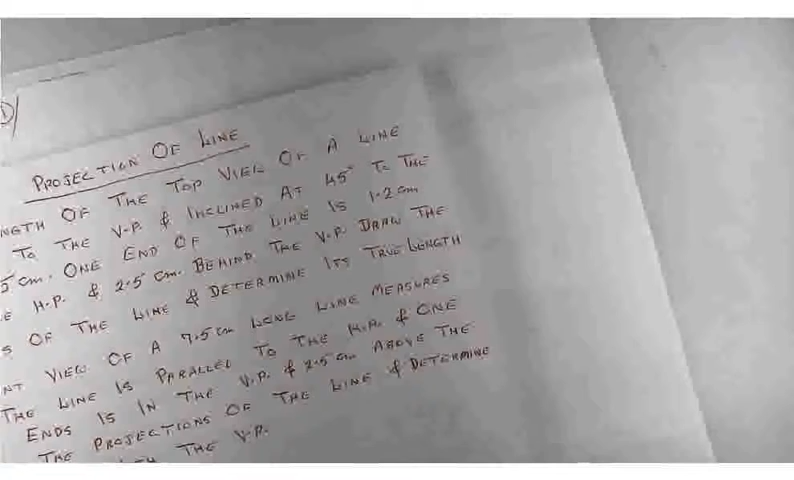 D/
PROJECTION OF LINE
NGTH OF THE TOP VIEW OF A LINE
TO THE V.P. & INCLINED AT 45° TO THE
5 cm. ONE END OF THE LINE IS 1.2 cm
E H.P. & 2.5 cm. BEHIND THE V.P. DRAW THE
S OF THE LINE & DETERMINE ITS TRUE LENGTH
NT VIEW OF A 7.5 cm LONG LINE MEASURES
THE LINE IS PARALLEL TO THE H.P. & ONE
ENDS IS IN THE V.P. & 2.5 cm ABOVE THE
THE PROJECTIONS OF THE LINE & DETERMINE
THE V.P.